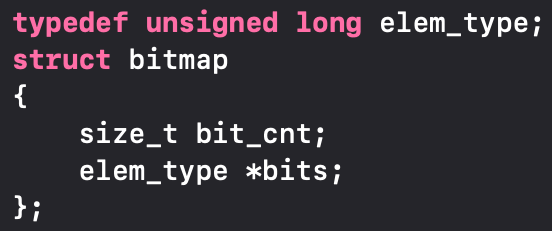 typedef unsigned long elem_type;
struct bitmap
{
    size_t bit_cnt;
    elem_type *bits;
};